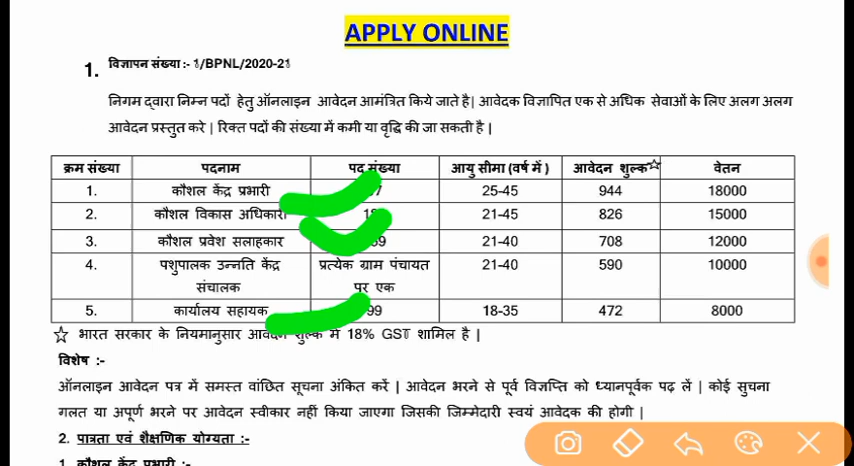 APPLY ONLINE
1. विज्ञापन संख्या :- 1/BPNL/2020-21
निगम द्वारा निम्न पदों हेतु ऑनलाइन आवेदन आमंत्रित किये जाते है| आवेदक विज्ञापित एक से अधिक सेवाओं के लिए अलग अलग
आवेदन प्रस्तुत करे | रिक्त पदों की संख्या में कमी या वृद्धि की जा सकती है |
क्रम संख्या पदनाम पद संख्या आयु सीमा (वर्ष में ) आवेदन शुल्क☆ वेतन
1. कौशल केंद्र प्रभारी 25-45 944 18000
2. कौशल विकास अधिकारी 21-45 826 15000
3. कौशल प्रवेश सलाहकार 21-40 708 12000
4. पशुपालक उन्नति केंद्र प्रत्येक ग्राम पंचायत 21-40 590 10000
संचालक पर एक
5. कार्यालय सहायक 18-35 472 8000
☆ भारत सरकार के नियमानुसार आवेदन शुल्क में 18% GST शामिल है |
विशेष :-
ऑनलाइन आवेदन पत्र में समस्त वांछित सूचना अंकित करें | आवेदन भरने से पूर्व विज्ञप्ति को ध्यानपूर्वक पढ़ लें | कोई सुचना
गलत या अपूर्ण भरने पर आवेदन स्वीकार नहीं किया जाएगा जिसकी जिम्मेदारी स्वयं आवेदक की होगी |
2. पात्रता एवं शैक्षणिक योग्यता :-
1. कौशल केंद्र प्रभारी :-